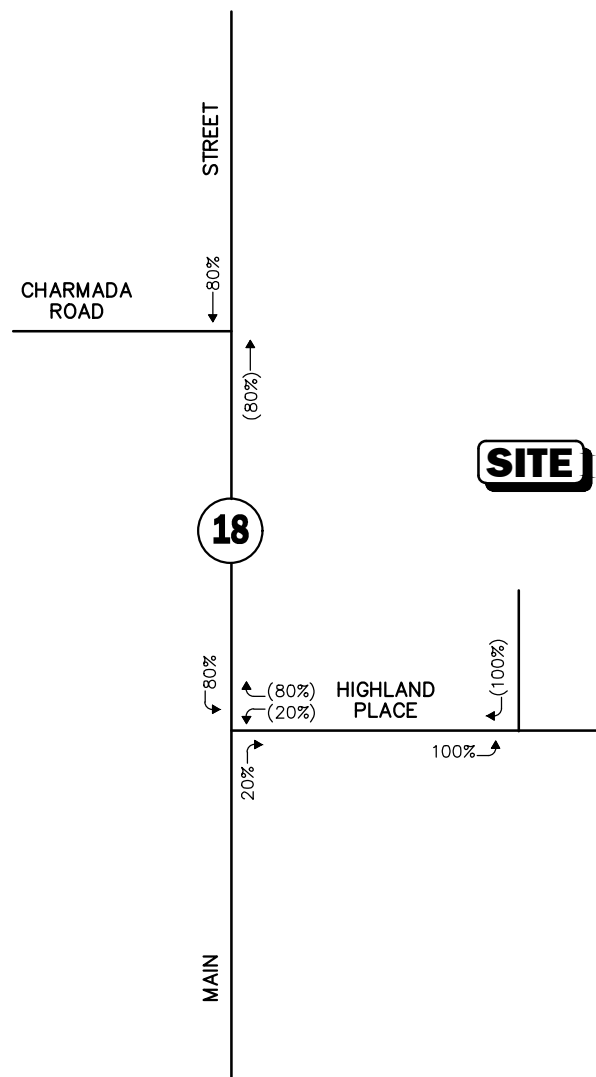 STREET
80%
CHARMADA
ROAD
(80%)
SITE
18
80%
(80%)
(20%)
HIGHLAND
PLACE
(100%)
20%
100%
MAIN